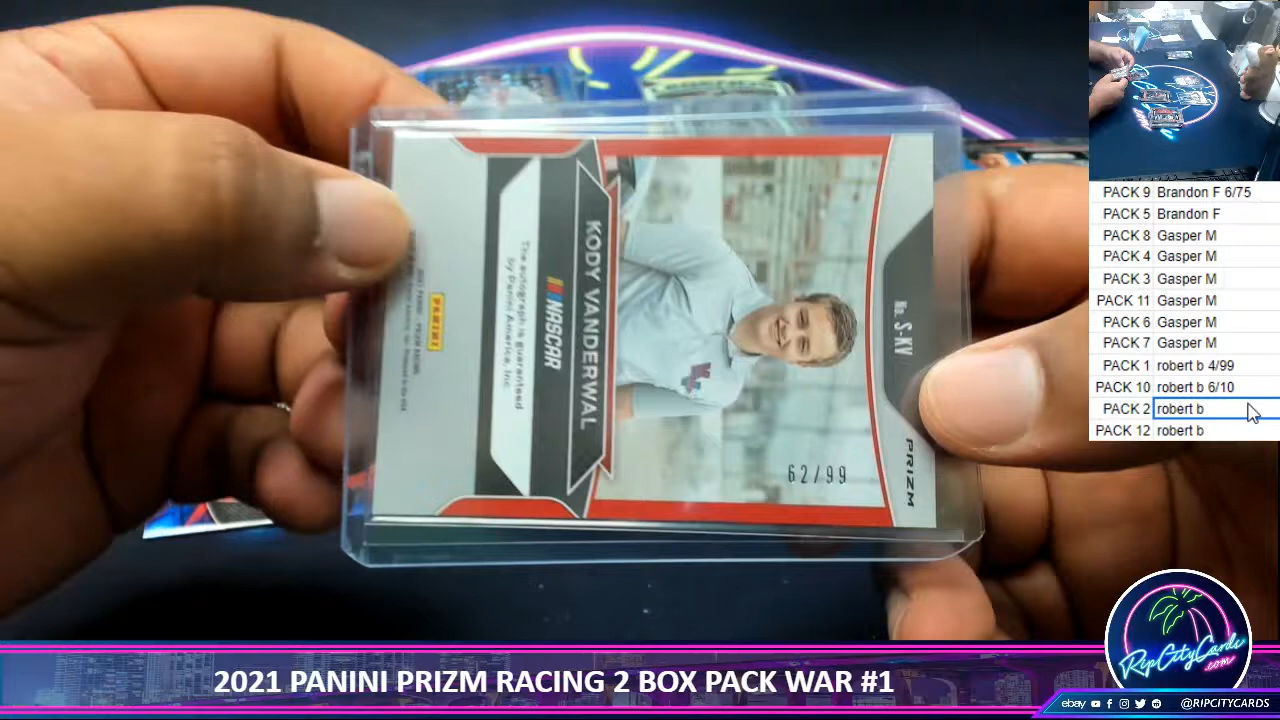 No. S-KV
PRIZM
62/99
KODY VANDERWAL
NASCAR
The autograph is guaranteed
by Panini America, Inc.
PANINI
PACK 9 Brandon F 6/75
PACK 5 Brandon F
PACK 8 Gasper M
PACK 4 Gasper M
PACK 3 Gasper M
PACK 11 Gasper M
PACK 6 Gasper M
PACK 7 Gasper M
PACK 1 robert b 4/99
PACK 10 robert b 6/10
PACK 2 robert b
PACK 12 robert b
RipCityCards
.com
2021 PANINI PRIZM RACING 2 BOX PACK WAR #1
ebay @RIPCITYCARDS